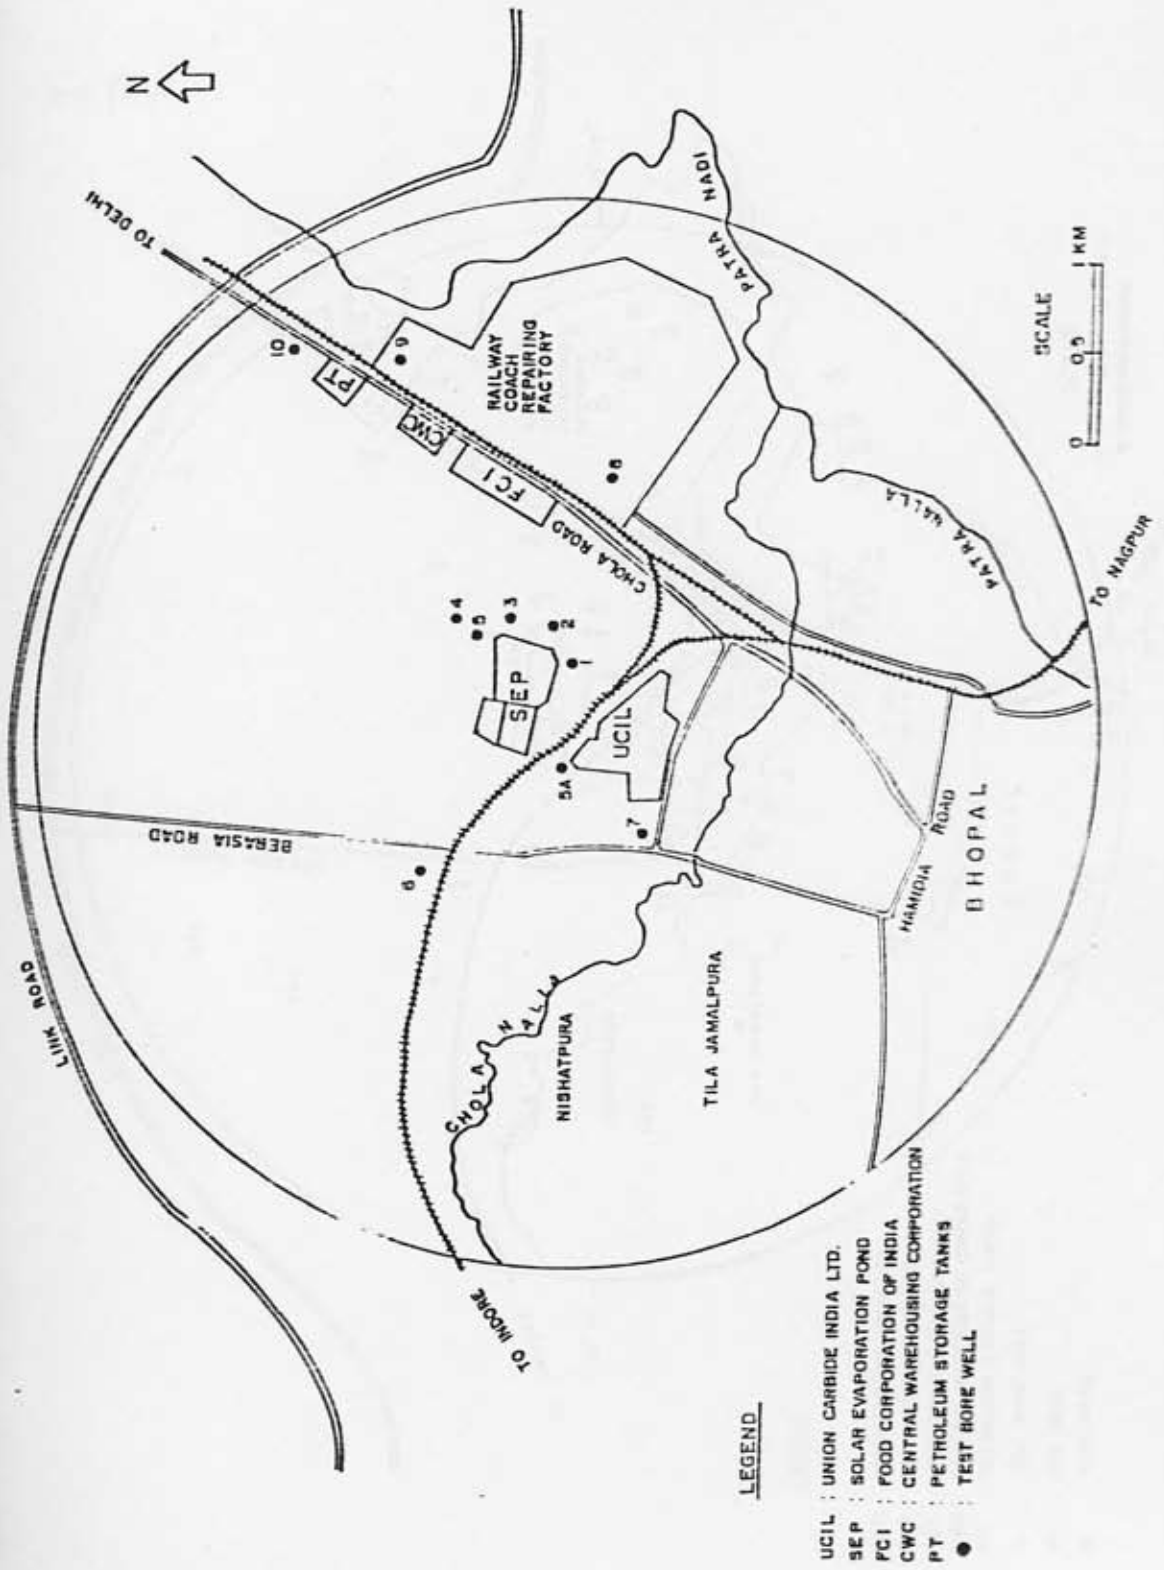 N
TO DELHI
LINK ROAD
BERASIA ROAD
10
PT
9
CWC
FCI
RAILWAY
COACH
REPAIRING
FACTORY
CHOLA ROAD
8
4
5
3
2
1
SEP
UCIL
5A
6
7
PATRA NADI
PATRA NALLA
CHOLA NALLA
NISHATPURA
TILA JAMALPURA
HAMIDIA ROAD
BHOPAL
TO NAGPUR
TO INDORE
SCALE
0 0.5 1 KM
LEGEND
UCIL : UNION CARBIDE INDIA LTD.
SEP : SOLAR EVAPORATION POND
FCI : FOOD CORPORATION OF INDIA
CWC : CENTRAL WAREHOUSING CORPORATION
PT : PETROLEUM STORAGE TANKS
● : TEST BORE WELL